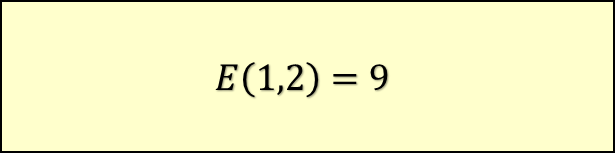 E(1,2) = 9